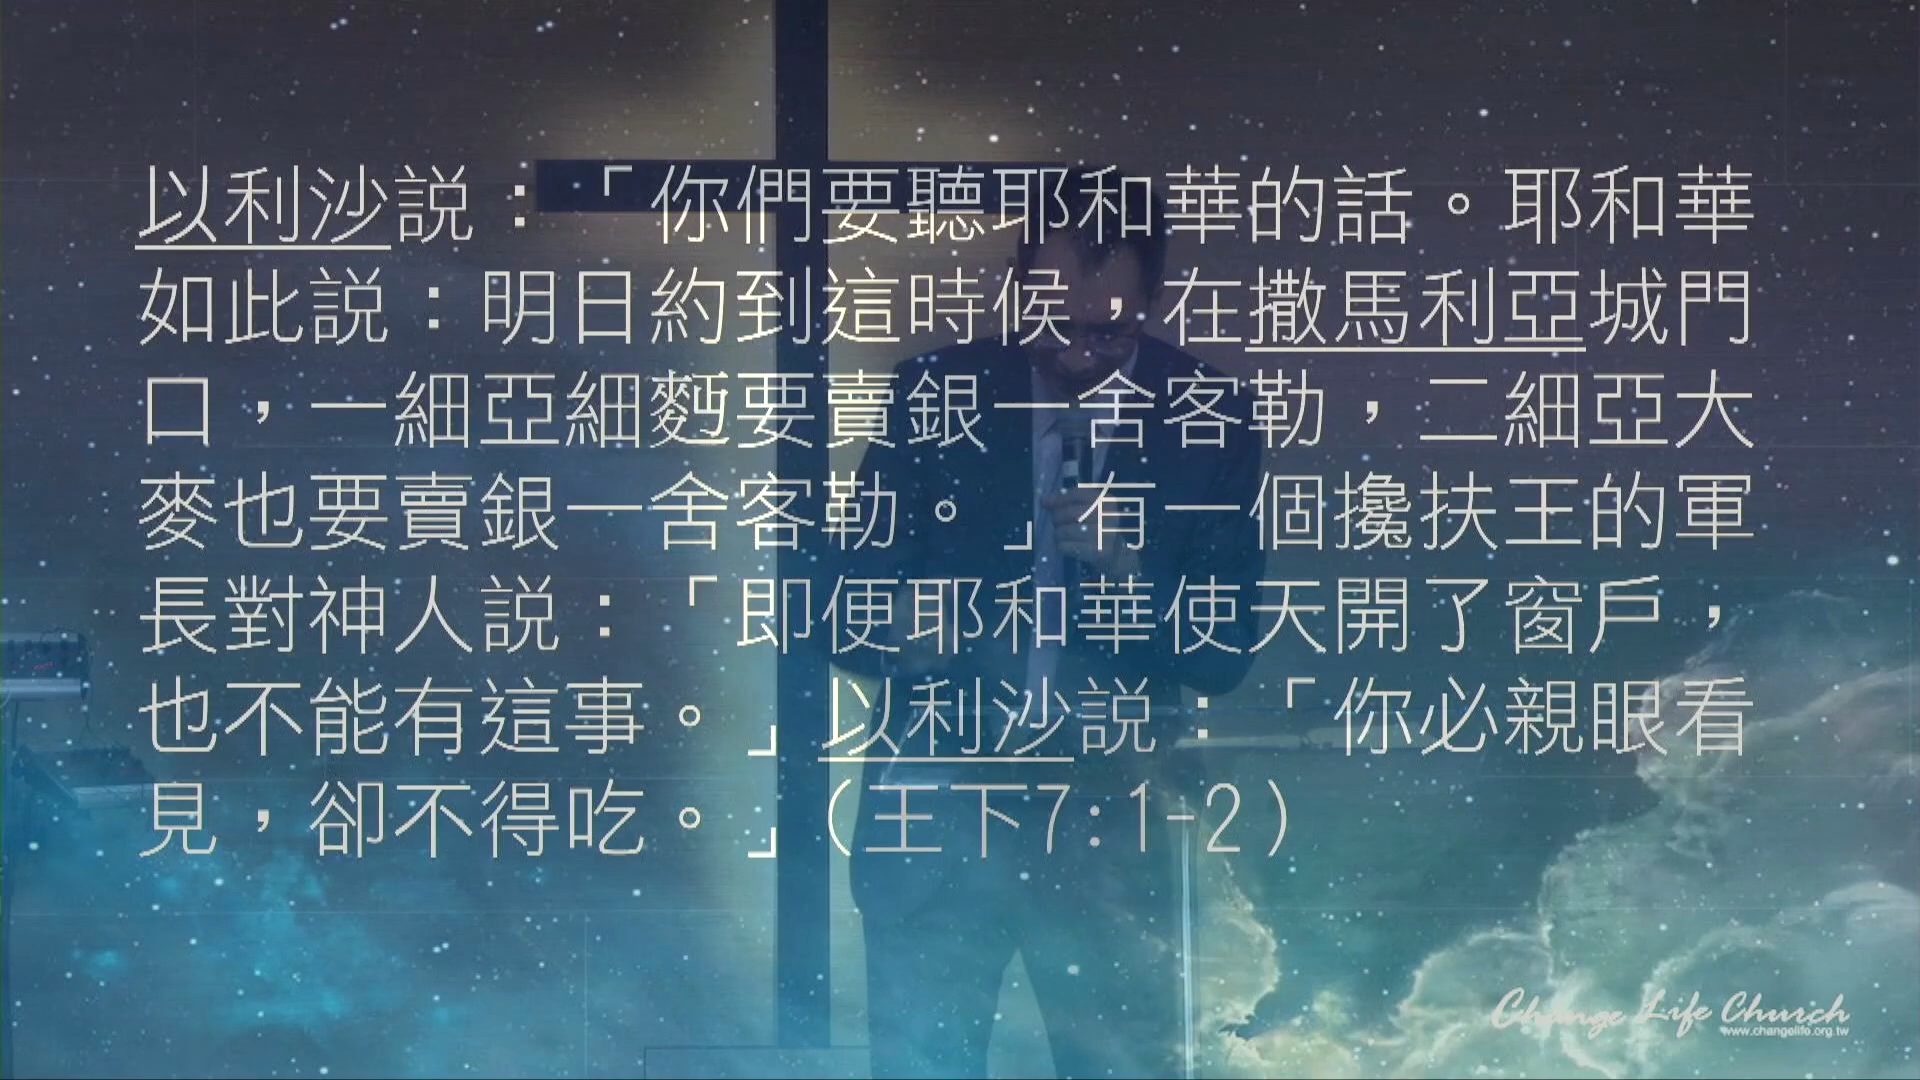 以利沙說：「你們要聽耶和華的話。耶和華
如此說：明日約到這時候，在撒馬利亞城門
口，一細亞細麪要賣銀一舍客勒，二細亞大
麥也要賣銀一舍客勒。」有一個攙扶王的軍
長對神人說：「即便耶和華使天開了窗戶，
也不能有這事。」以利沙說：「你必親眼看
見，卻不得吃。」(王下7:1-2)
Change Life Church
www.changelife.org.tw